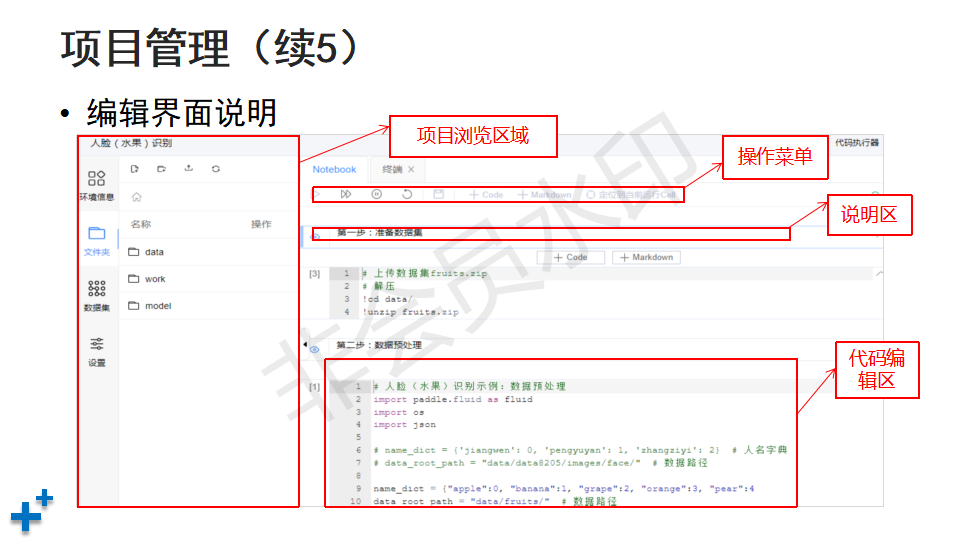 项目管理（续5）
• 编辑界面说明
人脸（水果）识别
项目浏览区域
操作菜单
代码执行器
Notebook
终端 ×
环境信息
+ Code
+ Markdown
定位到当前运行Cell
说明区
名称
操作
第一步：准备数据集
文件夹
data
+ Code
+ Markdown
work
[3]
1 # 上传数据集fruits.zip
2 # 解压
3 !cd data/
4 !unzip fruits.zip
数据集
model
设置
第二步：数据预处理
代码编
辑区
[1]
1 # 人脸（水果）识别示例：数据预处理
2 import paddle.fluid as fluid
3 import os
4 import json
5
6 # name_dict = {'jiangwen': 0, 'pengyuyan': 1, 'zhangziyi': 2} # 人名字典
7 # data_root_path = "data/data8205/images/face/" # 数据路径
8
9 name_dict = {"apple":0, "banana":1, "grape":2, "orange":3, "pear":4
10 data_root_path = "data/fruits/" # 数据路径
非会员水印